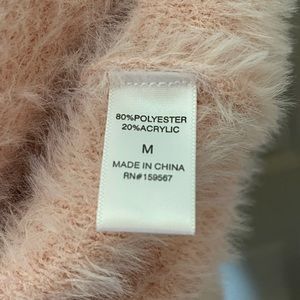 80%POLYESTER
20%ACRYLIC
M
MADE IN CHINA
RN#159567